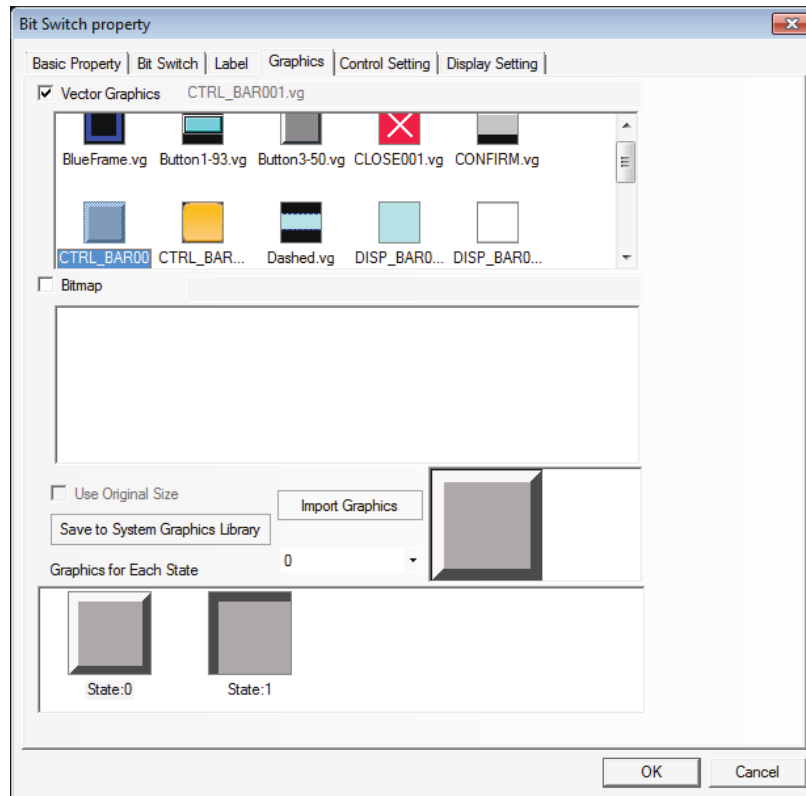 Bit Switch property
Basic Property Bit Switch Label Graphics Control Setting Display Setting
Vector Graphics CTRL_BAR001.vg
BlueFrame.vg Button1-93.vg Button3-50.vg CLOSE001.vg CONFIRM.vg
CTRL_BAR00 CTRL_BAR... Dashed.vg DISP_BAR0... DISP_BAR0...
Bitmap
Use Original Size
Import Graphics
Save to System Graphics Library
Graphics for Each State 0
State:0 State:1
OK Cancel